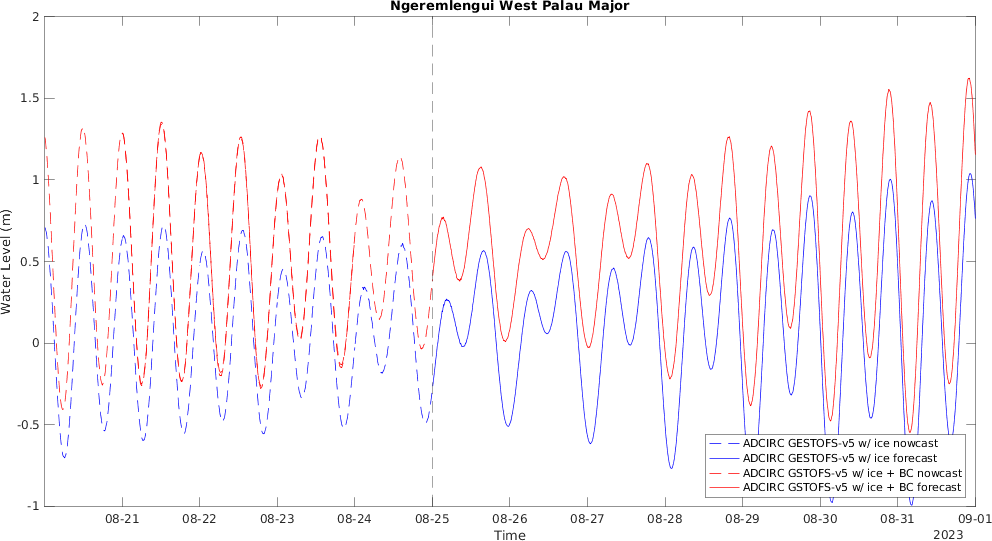 Ngeremlengui West Palau Major
2
1.5
1
0.5
0
-0.5
-1
Water Level (m)
08-21 08-22 08-23 08-24 08-25 08-26 08-27 08-28 08-29 08-30 08-31 09-01
Time
2023
ADCIRC GESTOFS-v5 w/ ice nowcast
ADCIRC GESTOFS-v5 w/ ice forecast
ADCIRC GSTOFS-v5 w/ ice + BC nowcast
ADCIRC GSTOFS-v5 w/ ice + BC forecast